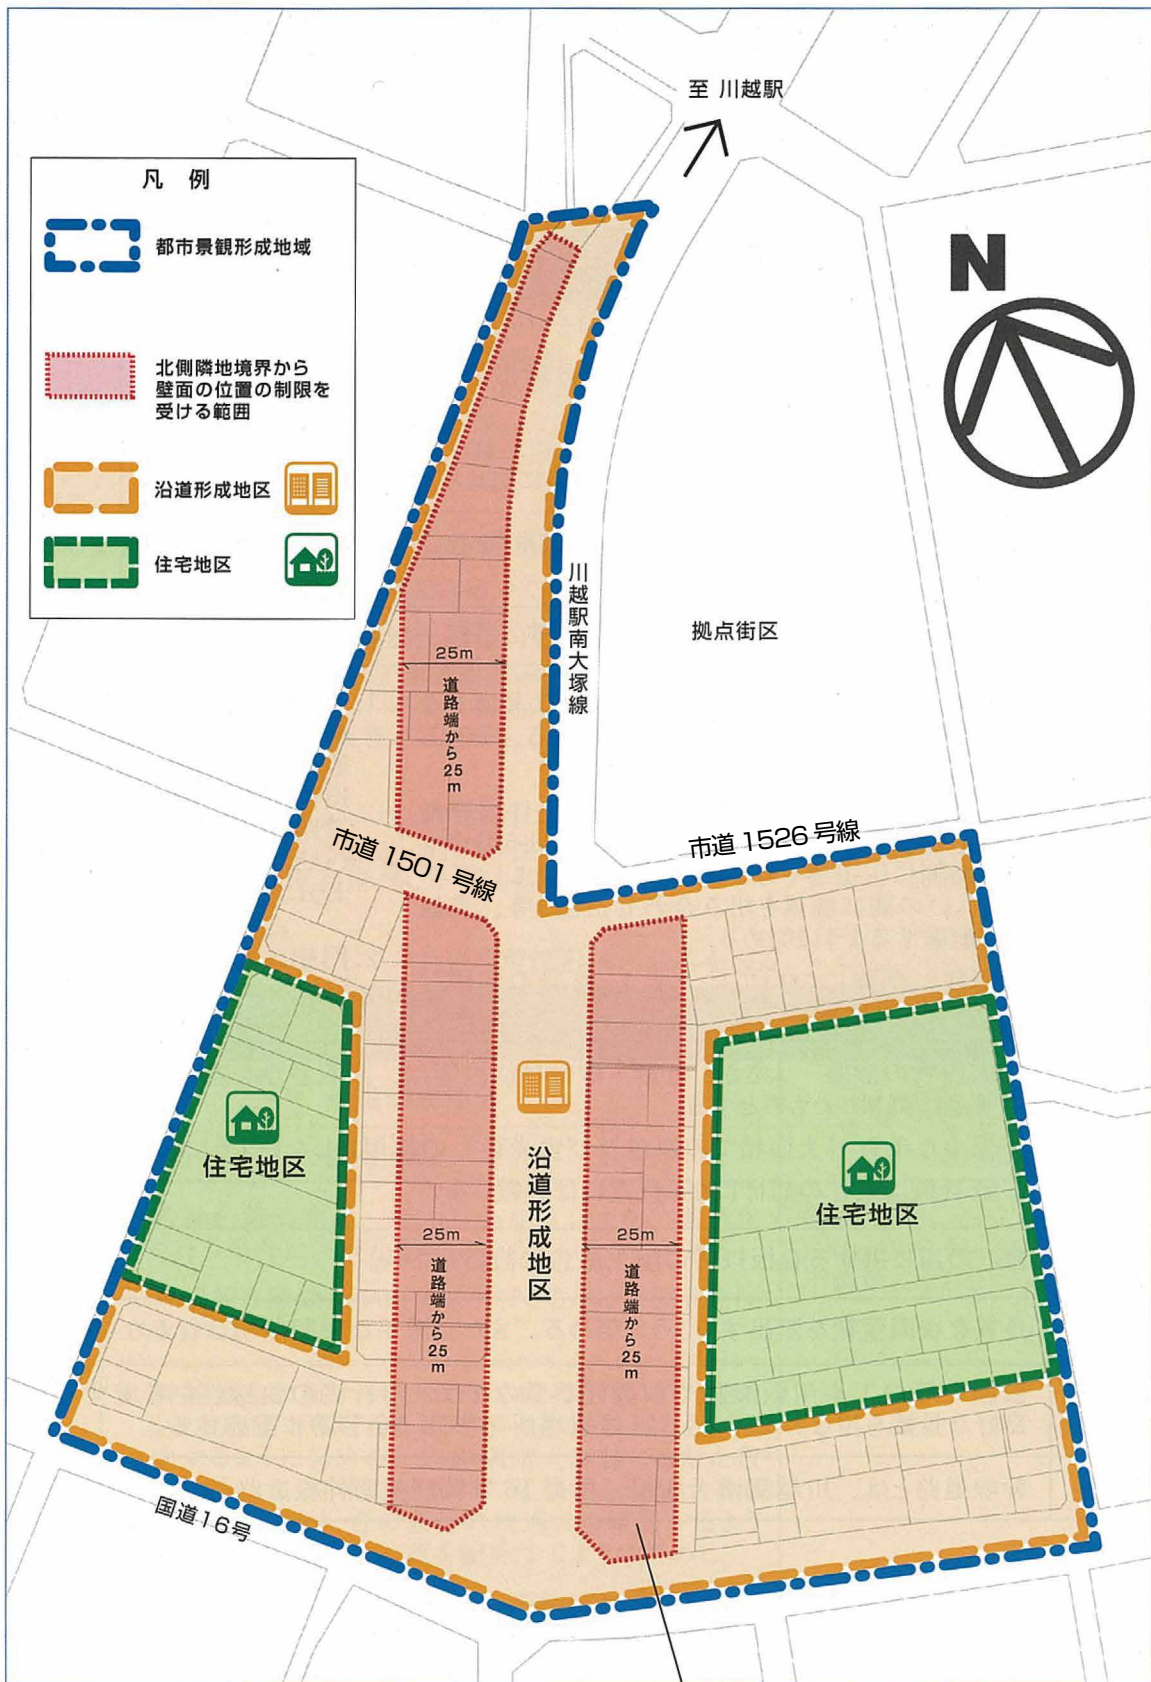 至 川越駅
凡 例
都市景観形成地域
北側隣地境界から
壁面の位置の制限を
受ける範囲
沿道形成地区
住宅地区
N
川越駅南大塚線
拠点街区
25m
道路端から25m
市道 1501 号線
市道 1526 号線
住宅地区
沿道形成地区
住宅地区
25m
道路端から25m
25m
道路端から25m
国道16号